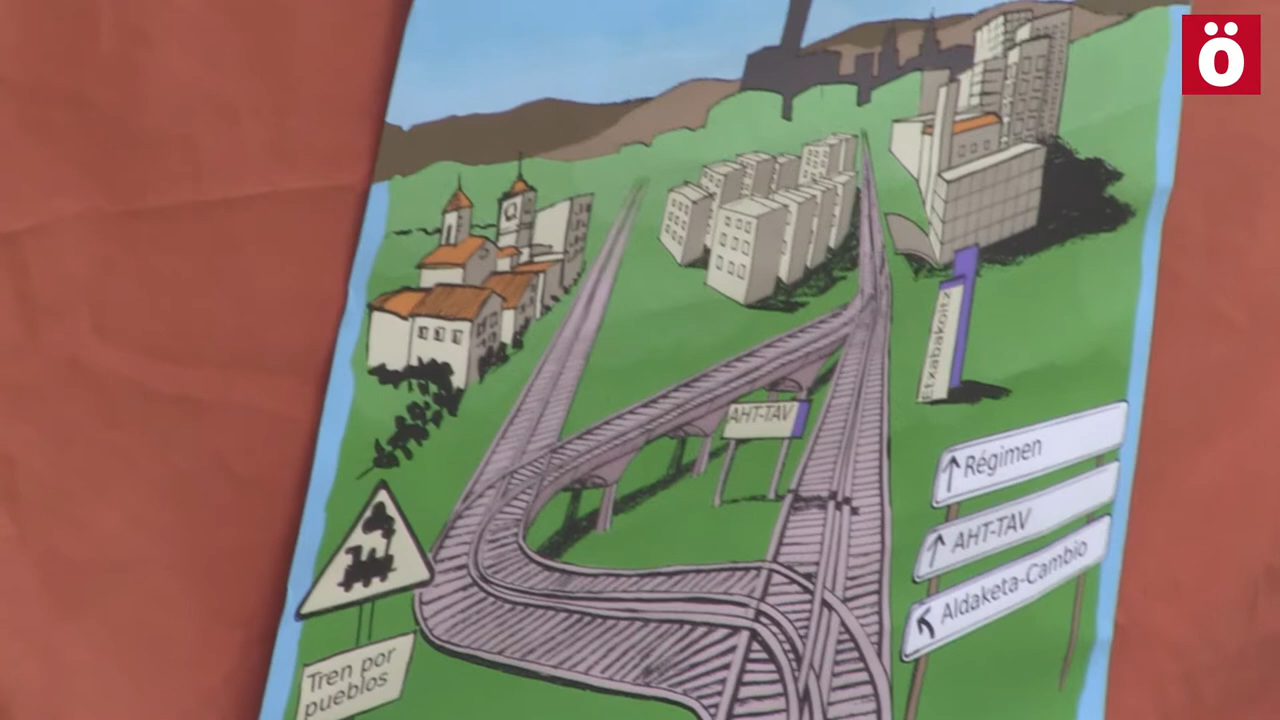 Ö
Etxabakoitz
AHT-TAV
Régimen
AHT-TAV
Aldaketa-Cambio
Tren por
pueblos